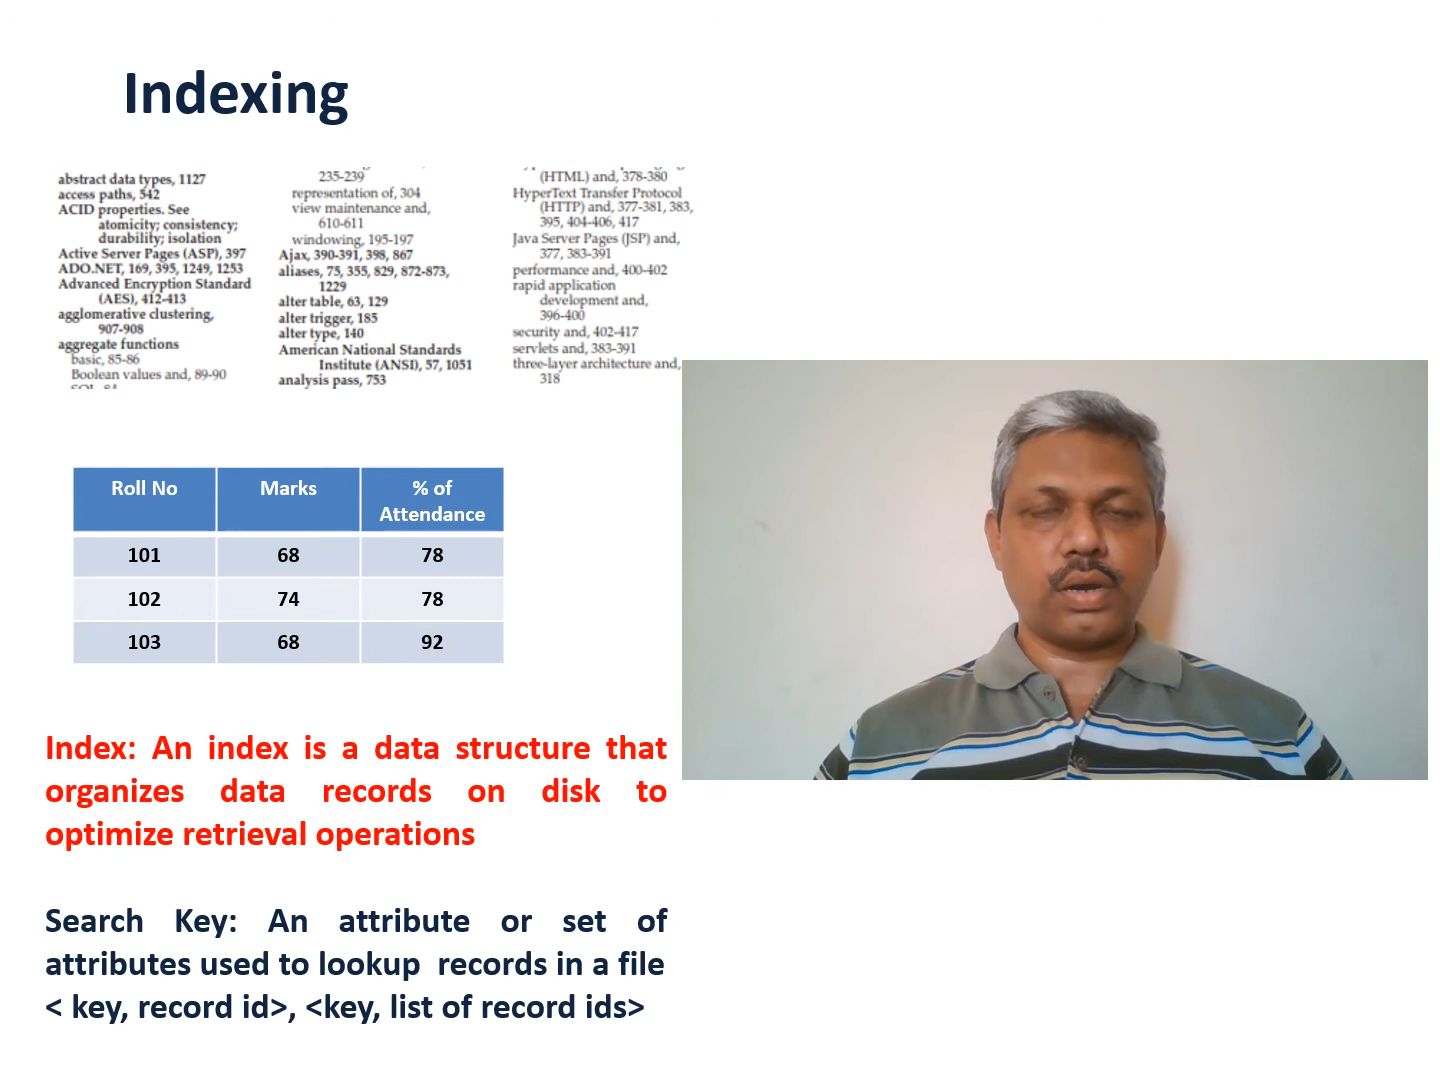 Indexing
abstract data types, 1127
access paths, 542
ACID properties. See
atomicity; consistency;
durability; isolation
Active Server Pages (ASP), 397
ADO.NET, 169, 395, 1249, 1253
Advanced Encryption Standard
(AES), 412-413
agglomerative clustering,
907-908
aggregate functions
basic, 85-86
Boolean values and, 89-90
235-239
representation of, 304
view maintenance and,
610-611
windowing, 195-197
Ajax, 390-391, 398, 867
aliases, 75, 355, 829, 872-873,
1229
alter table, 63, 129
alter trigger, 185
alter type, 140
American National Standards
Institute (ANSI), 57, 1051
analysis pass, 753
(HTML) and, 378-380
HyperText Transfer Protocol
(HTTP) and, 377-381, 383,
395, 404-406, 417
Java Server Pages (JSP) and,
377, 383-391
performance and, 400-402
rapid application
development and,
396-400
security and, 402-417
servlets and, 383-391
three-layer architecture and,
318
Roll No Marks % of
Attendance
101 68 78
102 74 78
103 68 92
Index: An index is a data structure that
organizes data records on disk to
optimize retrieval operations
Search Key: An attribute or set of
attributes used to lookup records in a file
< key, record id>, <key, list of record ids>